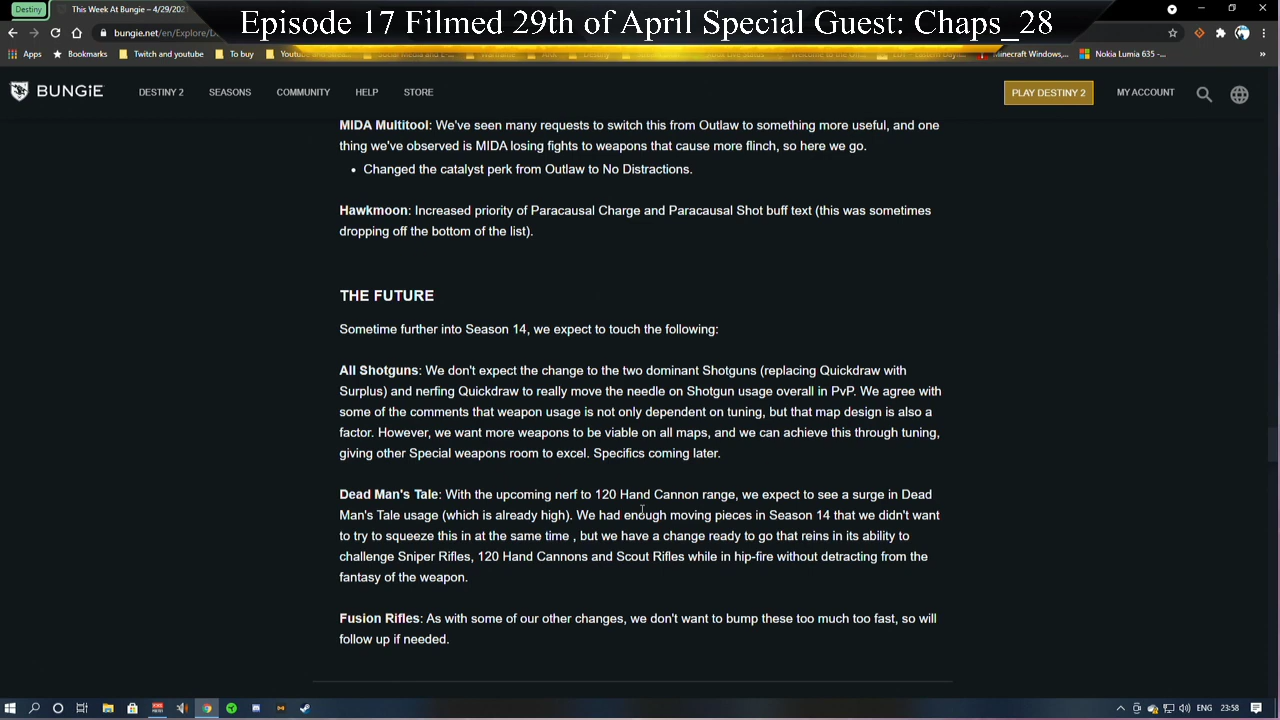 Episode 17 Filmed 29th of April Special Guest: Chaps_28
Destiny
This Week At Bungie – 4/29/202
bungie.net/en/Explore/D
Apps
Bookmarks
Twitch and youtube
To buy
Minecraft Windows,...
Nokia Lumia 635 -...
BUNGiE
DESTINY 2
SEASONS
COMMUNITY
HELP
STORE
PLAY DESTINY 2
MY ACCOUNT
MIDA Multitool: We've seen many requests to switch this from Outlaw to something more useful, and one
thing we've observed is MIDA losing fights to weapons that cause more flinch, so here we go.
• Changed the catalyst perk from Outlaw to No Distractions.
Hawkmoon: Increased priority of Paracausal Charge and Paracausal Shot buff text (this was sometimes
dropping off the bottom of the list).
THE FUTURE
Sometime further into Season 14, we expect to touch the following:
All Shotguns: We don't expect the change to the two dominant Shotguns (replacing Quickdraw with
Surplus) and nerfing Quickdraw to really move the needle on Shotgun usage overall in PvP. We agree with
some of the comments that weapon usage is not only dependent on tuning, but that map design is also a
factor. However, we want more weapons to be viable on all maps, and we can achieve this through tuning,
giving other Special weapons room to excel. Specifics coming later.
Dead Man's Tale: With the upcoming nerf to 120 Hand Cannon range, we expect to see a surge in Dead
Man's Tale usage (which is already high). We had enough moving pieces in Season 14 that we didn't want
to try to squeeze this in at the same time , but we have a change ready to go that reins in its ability to
challenge Sniper Rifles, 120 Hand Cannons and Scout Rifles while in hip-fire without detracting from the
fantasy of the weapon.
Fusion Rifles: As with some of our other changes, we don't want to bump these too much too fast, so will
follow up if needed.
ENG
23:58